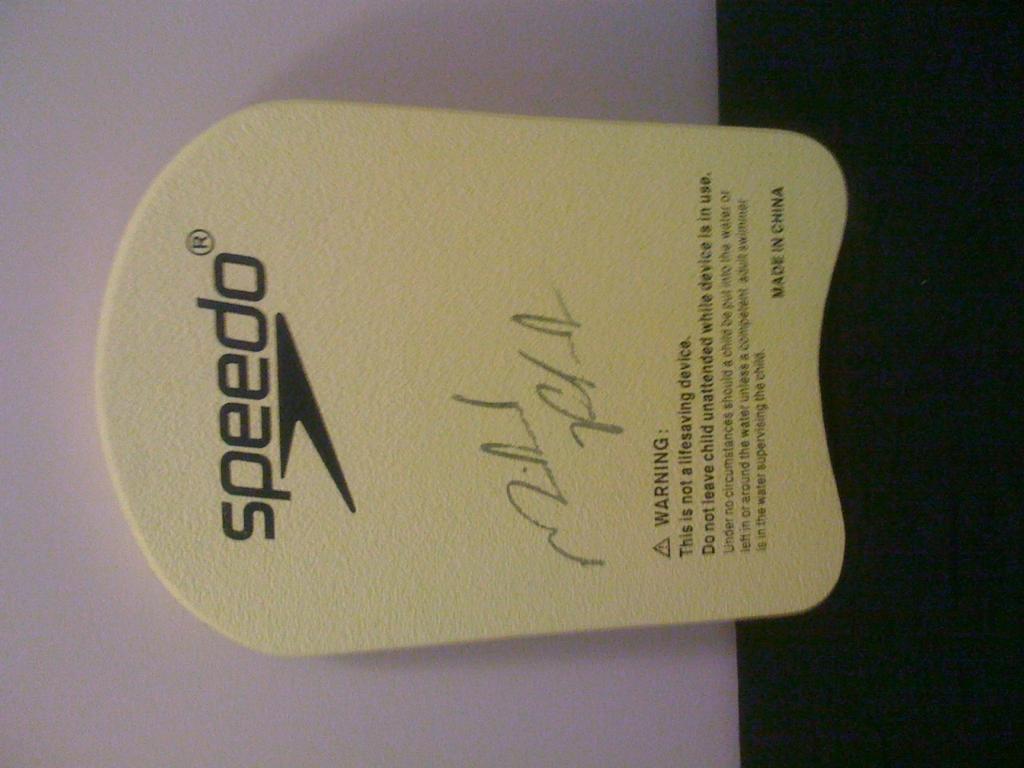 speedo®
⚠ WARNING:
This is not a lifesaving device.
Do not leave child unattended while device is in use.
Under no circumstances should a child be put into the water or
left in or around the water unless a competent adult swimmer
is in the water supervising the child.
MADE IN CHINA